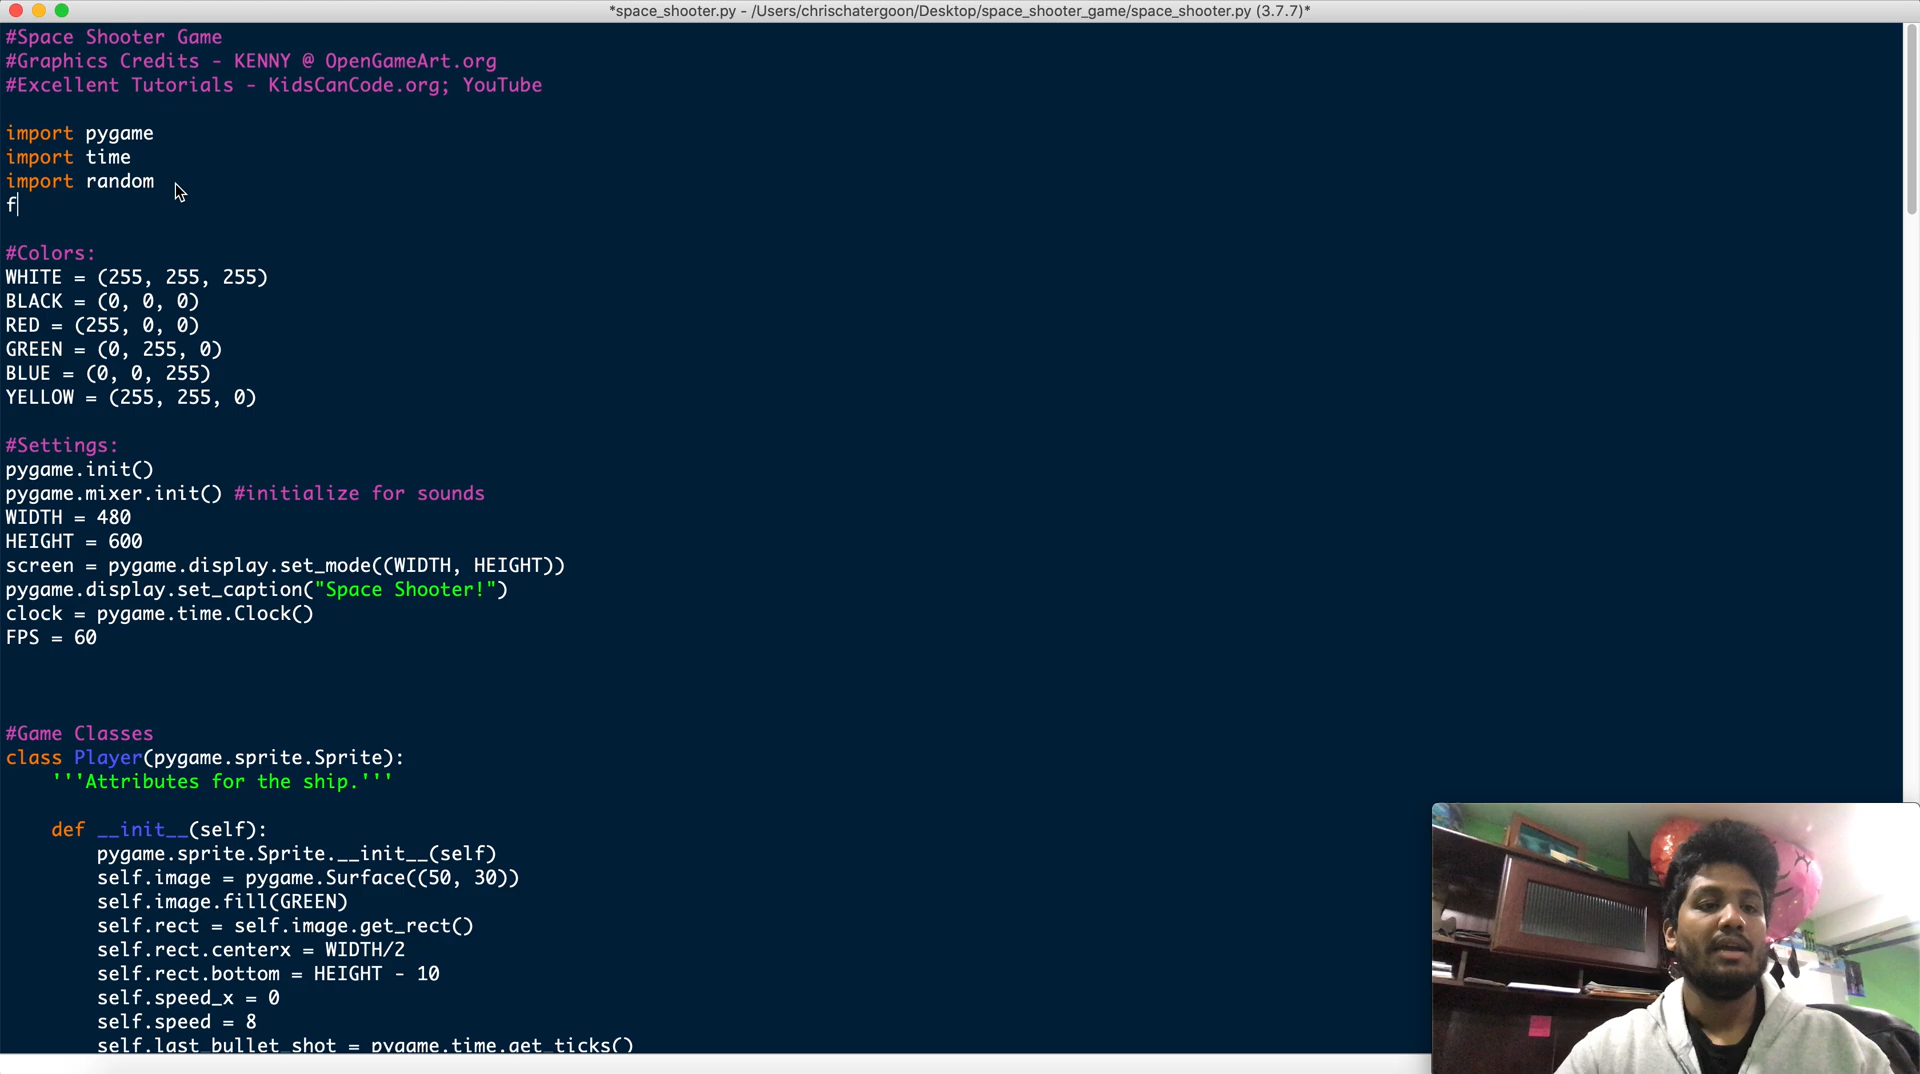 *space_shooter.py - /Users/chrischatergoon/Desktop/space_shooter_game/space_shooter.py (3.7.7)*
#Space Shooter Game
#Graphics Credits - KENNY @ OpenGameArt.org
#Excellent Tutorials - KidsCanCode.org; YouTube
import pygame
import time
import random
f
#Colors:
WHITE = (255, 255, 255)
BLACK = (0, 0, 0)
RED = (255, 0, 0)
GREEN = (0, 255, 0)
BLUE = (0, 0, 255)
YELLOW = (255, 255, 0)
#Settings:
pygame.init()
pygame.mixer.init() #initialize for sounds
WIDTH = 480
HEIGHT = 600
screen = pygame.display.set_mode((WIDTH, HEIGHT))
pygame.display.set_caption("Space Shooter!")
clock = pygame.time.Clock()
FPS = 60
#Game Classes
class Player(pygame.sprite.Sprite):
    '''Attributes for the ship.'''
    def __init__(self):
        pygame.sprite.Sprite.__init__(self)
        self.image = pygame.Surface((50, 30))
        self.image.fill(GREEN)
        self.rect = self.image.get_rect()
        self.rect.centerx = WIDTH/2
        self.rect.bottom = HEIGHT - 10
        self.speed_x = 0
        self.speed = 8
        self.last_bullet_shot = pygame.time.get_ticks()